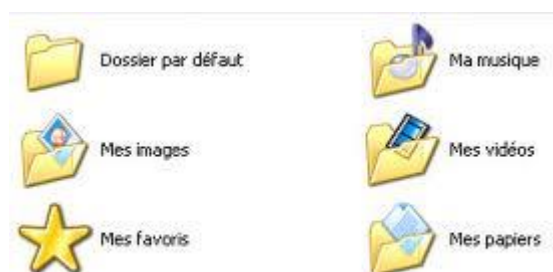 Dossier par défaut
Ma musique
Mes images
Mes vidéos
Mes favoris
Mes papiers